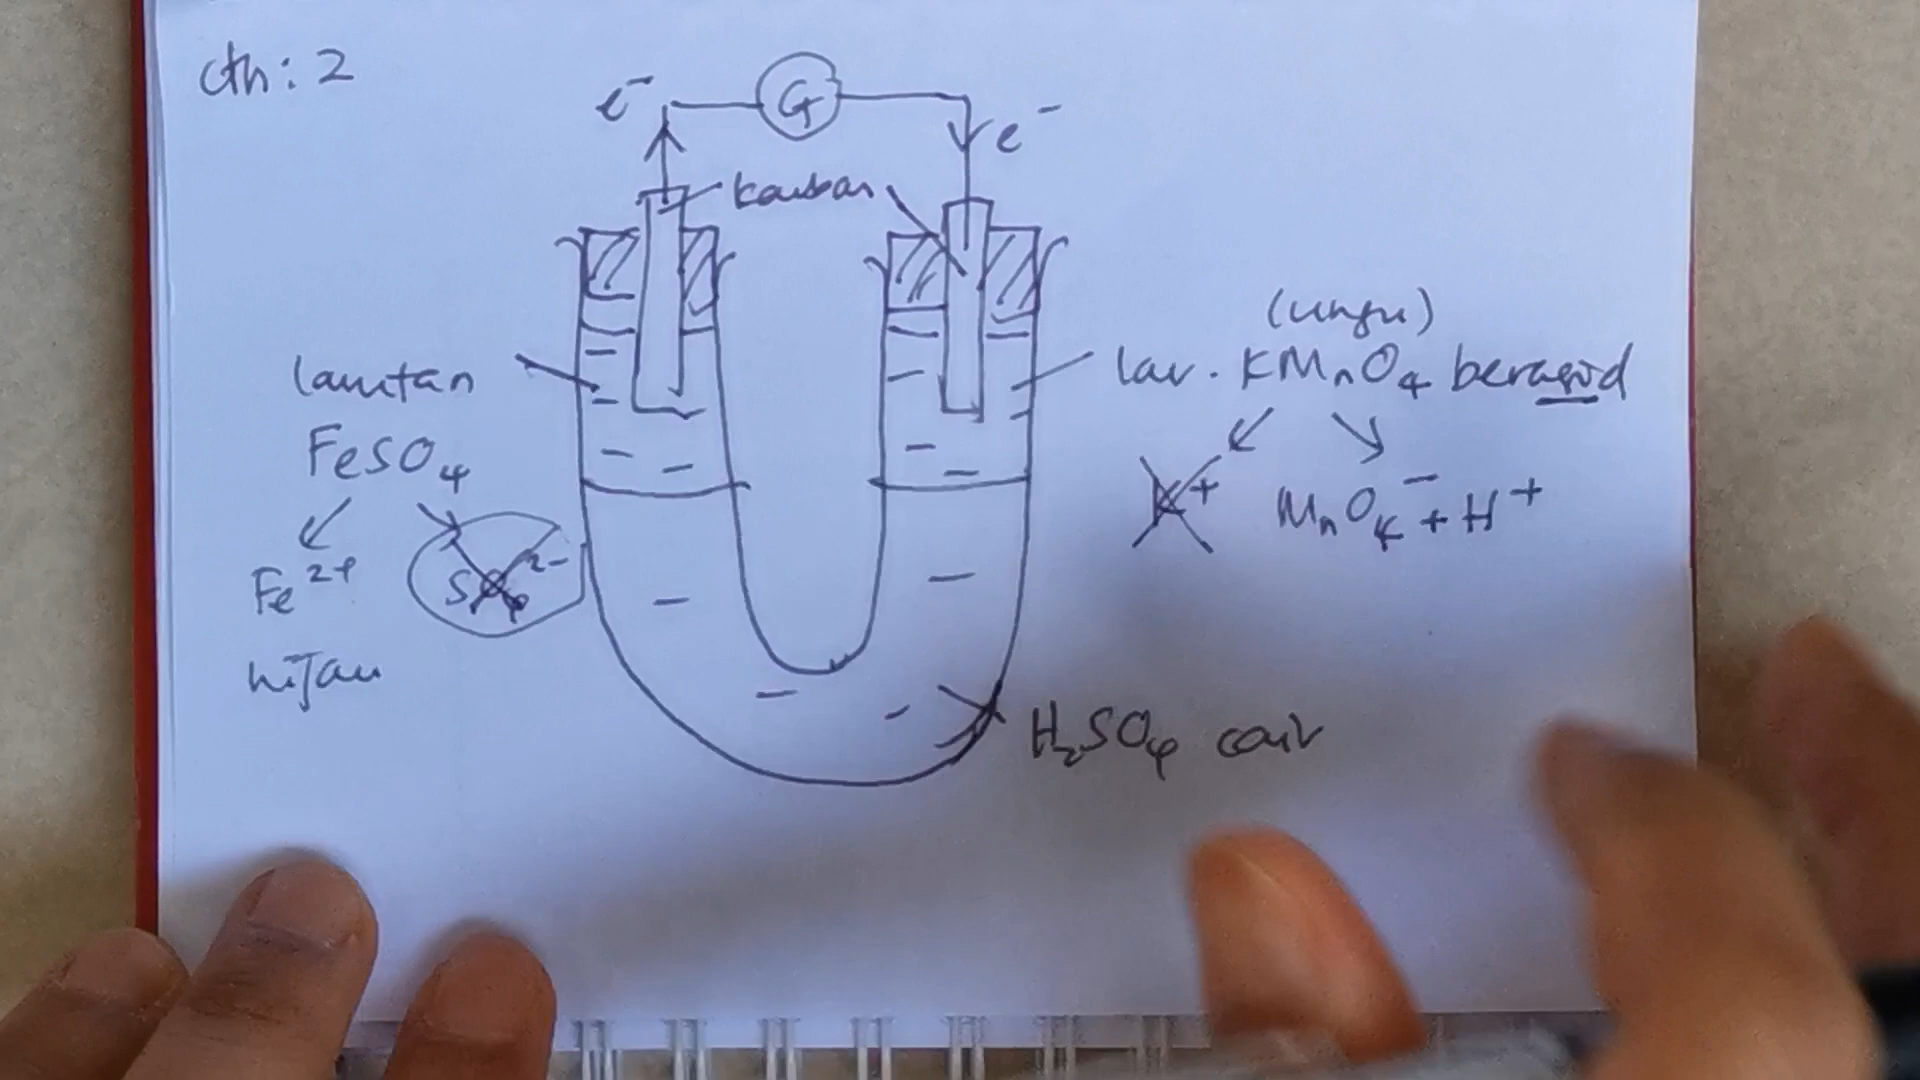 cth: 2
e⁻
G
e⁻
karbon
larutan
FeSO₄
Fe²⁺
SO₄²⁻
hijau
(ungu)
lar. KMnO₄ berasid
K⁺
MnO₄⁻ + H⁺
H₂SO₄ cair